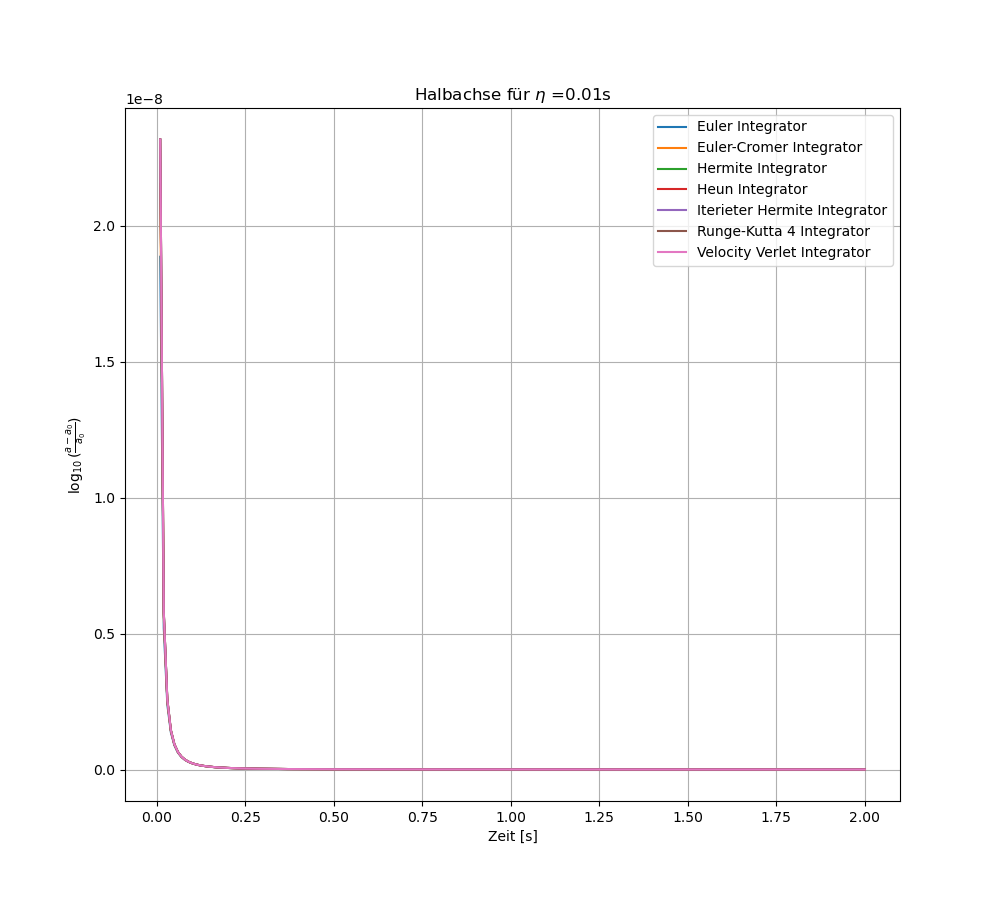 Halbachse für η =0.01s
1e−8
2.0
1.5
1.0
0.5
0.0
log₁₀ (a − a₀ / a₀)
0.00 0.25 0.50 0.75 1.00 1.25 1.50 1.75 2.00
Zeit [s]
Euler Integrator
Euler-Cromer Integrator
Hermite Integrator
Heun Integrator
Iterieter Hermite Integrator
Runge-Kutta 4 Integrator
Velocity Verlet Integrator